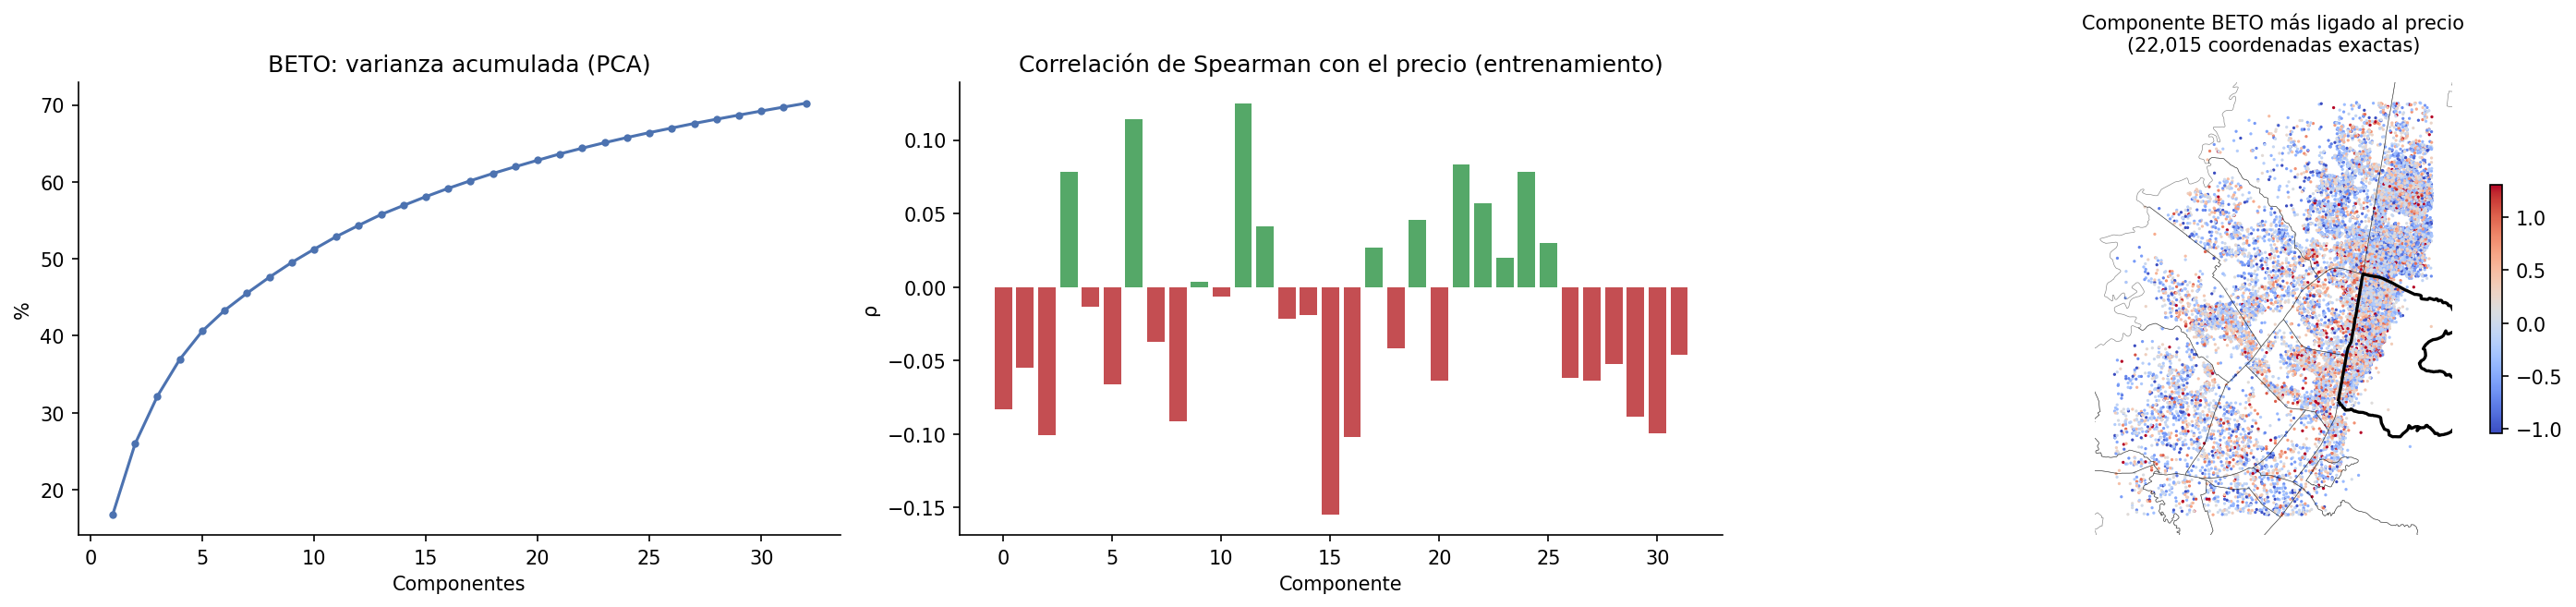 BETO: varianza acumulada (PCA)
%
70
60
50
40
30
20
0 5 10 15 20 25 30
Componentes
Correlación de Spearman con el precio (entrenamiento)
ρ
0.10
0.05
0.00
−0.05
−0.10
−0.15
0 5 10 15 20 25 30
Componente
Componente BETO más ligado al precio
(22,015 coordenadas exactas)
1.0
0.5
0.0
−0.5
−1.0